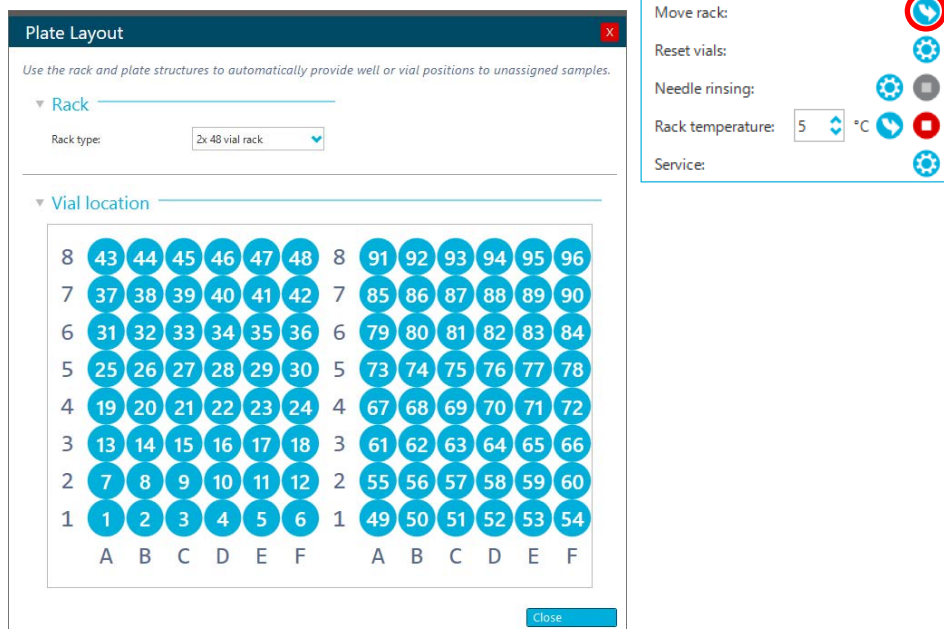 Plate Layout X
Use the rack and plate structures to automatically provide well or vial positions to unassigned samples.
Rack
Rack type: 2x 48 vial rack
Vial location
8 43 44 45 46 47 48 8 91 92 93 94 95 96
7 37 38 39 40 41 42 7 85 86 87 88 89 90
6 31 32 33 34 35 36 6 79 80 81 82 83 84
5 25 26 27 28 29 30 5 73 74 75 76 77 78
4 19 20 21 22 23 24 4 67 68 69 70 71 72
3 13 14 15 16 17 18 3 61 62 63 64 65 66
2 7 8 9 10 11 12 2 55 56 57 58 59 60
1 1 2 3 4 5 6 1 49 50 51 52 53 54
A B C D E F A B C D E F
Close
Move rack:
Reset vials:
Needle rinsing:
Rack temperature: 5 °C
Service: